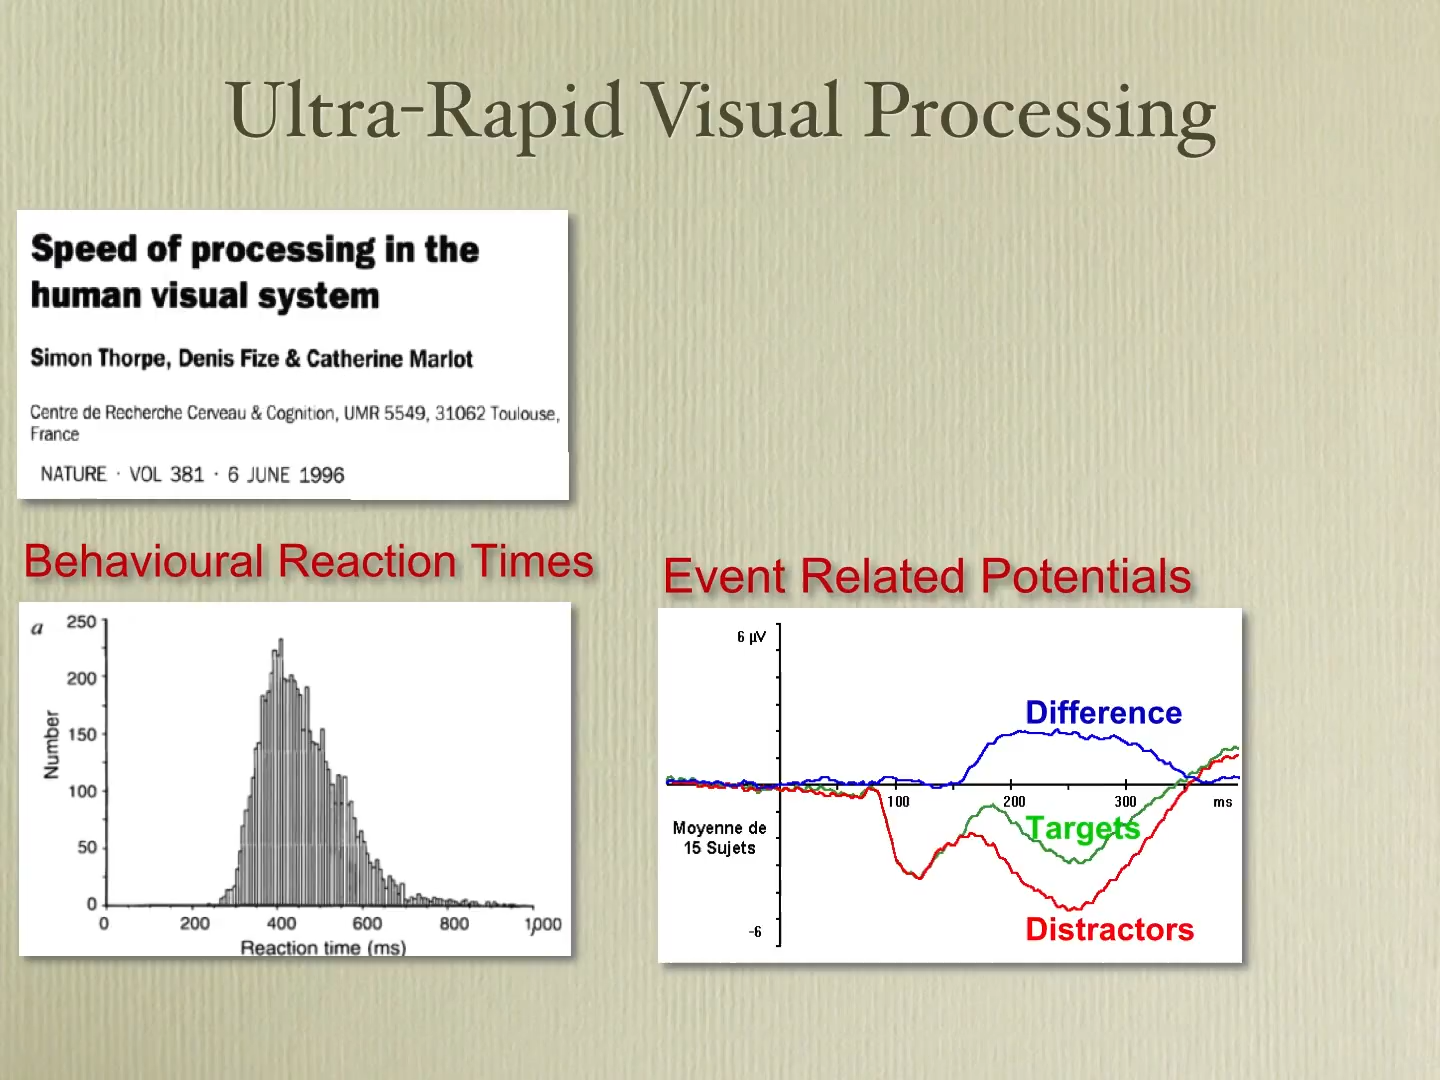 Ultra-Rapid Visual Processing
Speed of processing in the
human visual system
Simon Thorpe, Denis Fize & Catherine Marlot
Centre de Recherche Cerveau & Cognition, UMR 5549, 31062 Toulouse,
France
NATURE · VOL 381 · 6 JUNE 1996
Behavioural Reaction Times
a
250
200
150
100
50
0
Number
0 200 400 600 800 1,000
Reaction time (ms)
Event Related Potentials
6 µV
Difference
100 200 300 ms
Moyenne de
15 Sujets
Targets
-6
Distractors